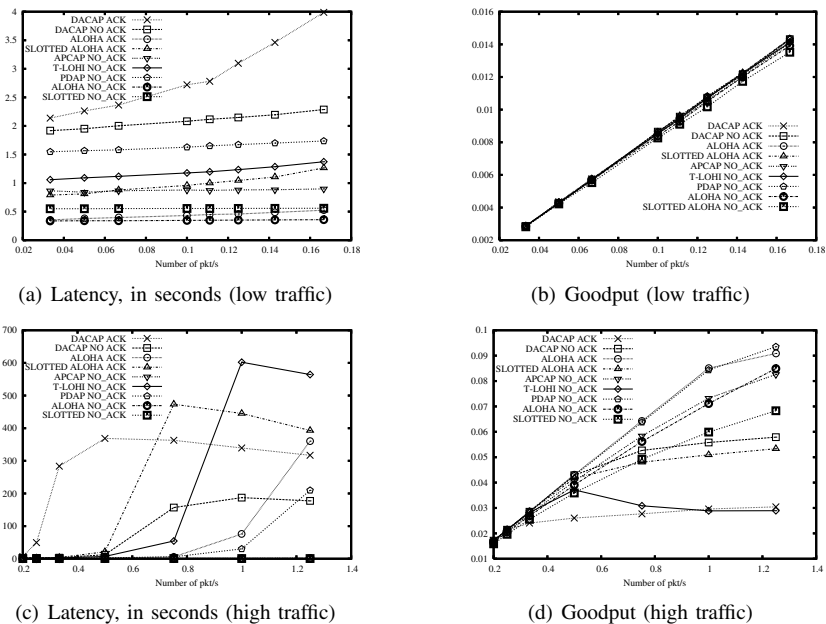 4
3.5
3
2.5
2
1.5
1
0.5
0
0.02 0.04 0.06 0.08 0.1 0.12 0.14 0.16 0.18
Number of pkt/s
DACAP ACK
DACAP NO ACK
ALOHA ACK
SLOTTED ALOHA ACK
APCAP NO_ACK
T-LOHI NO_ACK
PDAP NO_ACK
ALOHA NO_ACK
SLOTTED NO_ACK
(a) Latency, in seconds (low traffic)
0.016
0.014
0.012
0.01
0.008
0.006
0.004
0.002
0.02 0.04 0.06 0.08 0.1 0.12 0.14 0.16 0.18
Number of pkt/s
DACAP ACK
DACAP NO ACK
ALOHA ACK
SLOTTED ALOHA ACK
APCAP NO_ACK
T-LOHI NO_ACK
PDAP NO_ACK
ALOHA NO_ACK
SLOTTED ALOHA NO_ACK
(b) Goodput (low traffic)
700
600
500
400
300
200
100
0
0.2 0.4 0.6 0.8 1 1.2 1.4
Number of pkt/s
DACAP ACK
DACAP NO ACK
ALOHA ACK
SLOTTED ALOHA ACK
APCAP NO_ACK
T-LOHI NO_ACK
PDAP NO_ACK
ALOHA NO_ACK
SLOTTED NO_ACK
(c) Latency, in seconds (high traffic)
0.1
0.09
0.08
0.07
0.06
0.05
0.04
0.03
0.02
0.01
0.2 0.4 0.6 0.8 1 1.2 1.4
Number of pkt/s
DACAP ACK
DACAP NO ACK
ALOHA ACK
SLOTTED ALOHA ACK
APCAP NO_ACK
T-LOHI NO_ACK
PDAP NO_ACK
ALOHA NO_ACK
SLOTTED NO_ACK
(d) Goodput (high traffic)